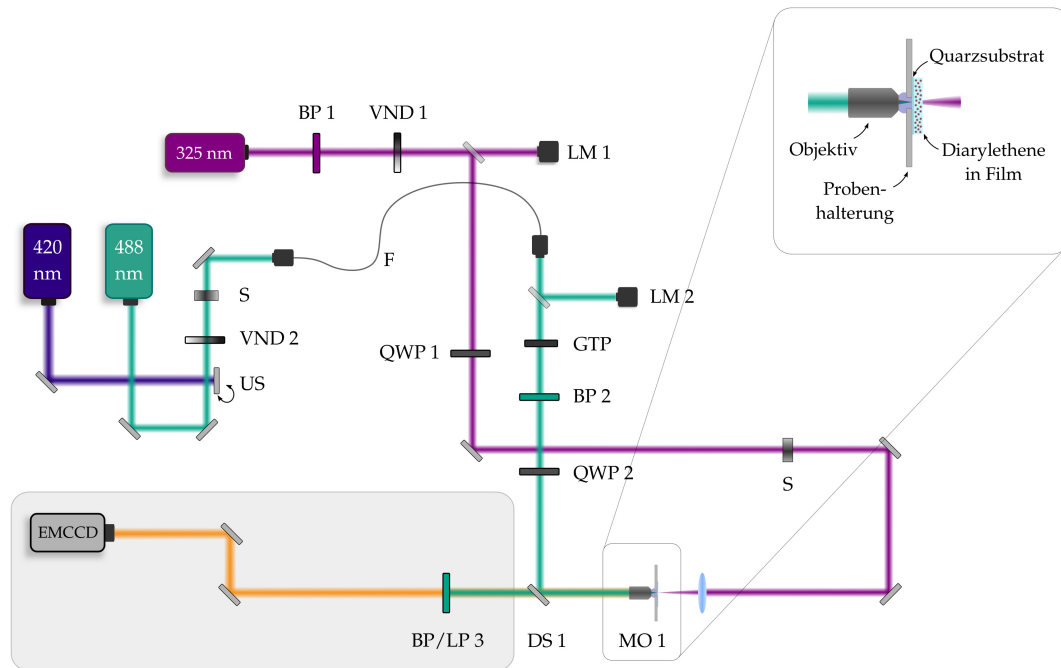 BP 1
VND 1
325 nm
LM 1
Quarzsubstrat
Objektiv
Diarylethene
in Film
Proben-
halterung
420
nm
488
nm
S
F
VND 2
US
LM 2
GTP
QWP 1
BP 2
QWP 2
S
EMCCD
BP/LP 3
DS 1
MO 1